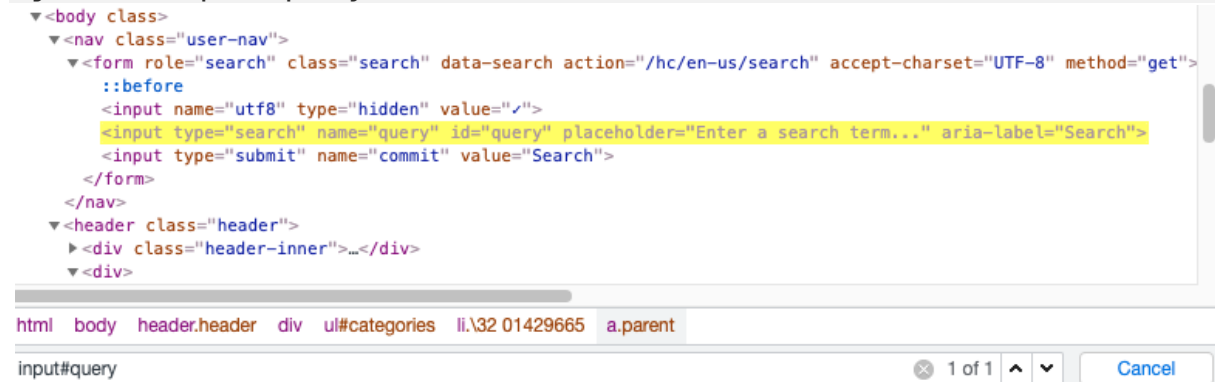 ▼<body class>
▼<nav class="user-nav">
▼<form role="search" class="search" data-search action="/hc/en-us/search" accept-charset="UTF-8" method="get">
::before
<input name="utf8" type="hidden" value="✓">
<input type="search" name="query" id="query" placeholder="Enter a search term..." aria-label="Search">
<input type="submit" name="commit" value="Search">
</form>
</nav>
▼<header class="header">
▶<div class="header-inner">…</div>
▼<div>
html body header.header div ul#categories li.\32 01429665 a.parent
input#query 1 of 1 Cancel